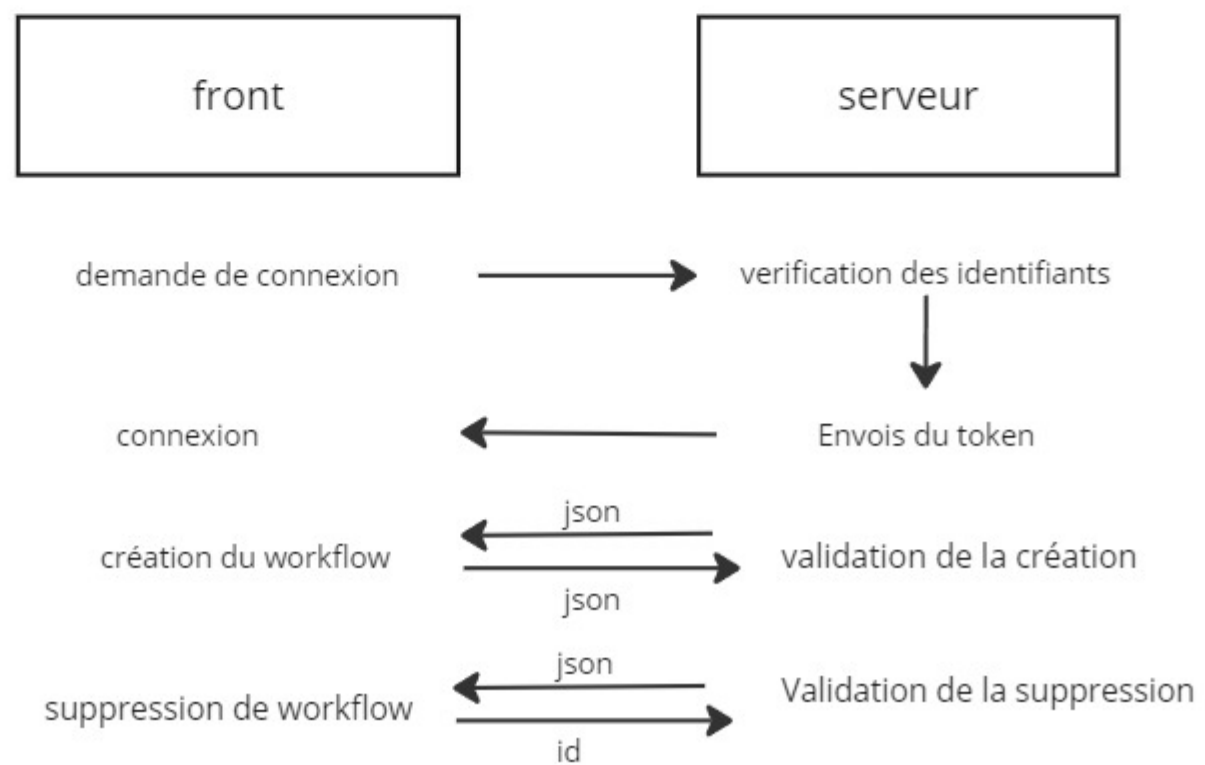 front
serveur
demande de connexion
verification des identifiants
connexion
Envois du token
json
création du workflow
validation de la création
json
json
suppression de workflow
Validation de la suppression
id